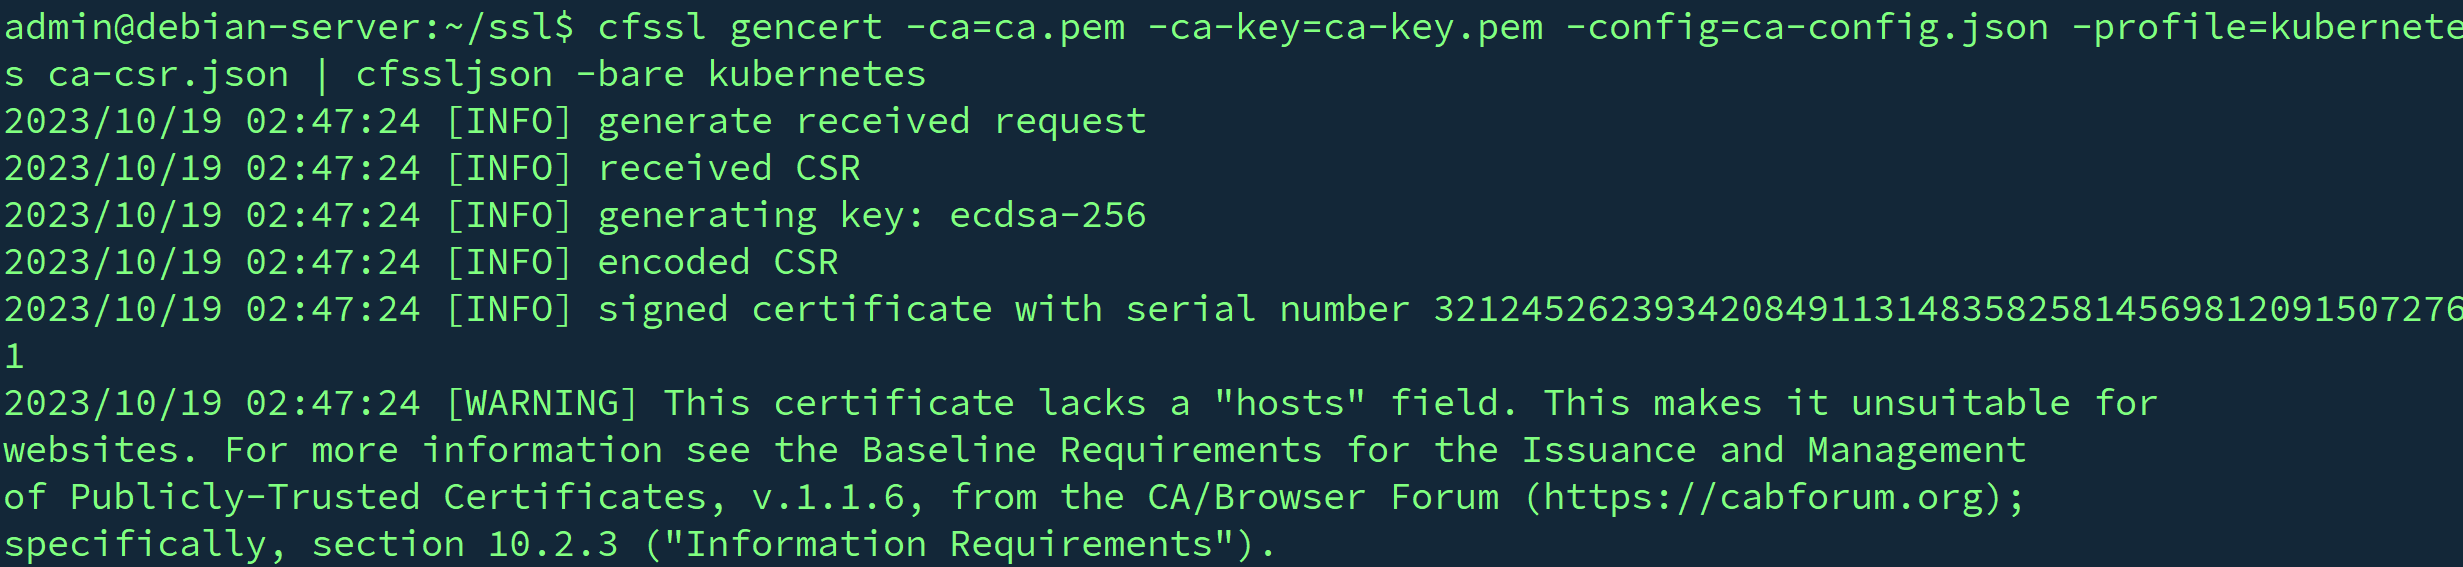 admin@debian-server:~/ssl$ cfssl gencert -ca=ca.pem -ca-key=ca-key.pem -config=ca-config.json -profile=kubernete
s ca-csr.json | cfssljson -bare kubernetes
2023/10/19 02:47:24 [INFO] generate received request
2023/10/19 02:47:24 [INFO] received CSR
2023/10/19 02:47:24 [INFO] generating key: ecdsa-256
2023/10/19 02:47:24 [INFO] encoded CSR
2023/10/19 02:47:24 [INFO] signed certificate with serial number 32124526239342084911314835825814569812091507276
1
2023/10/19 02:47:24 [WARNING] This certificate lacks a "hosts" field. This makes it unsuitable for
websites. For more information see the Baseline Requirements for the Issuance and Management
of Publicly-Trusted Certificates, v.1.1.6, from the CA/Browser Forum (https://cabforum.org);
specifically, section 10.2.3 ("Information Requirements").